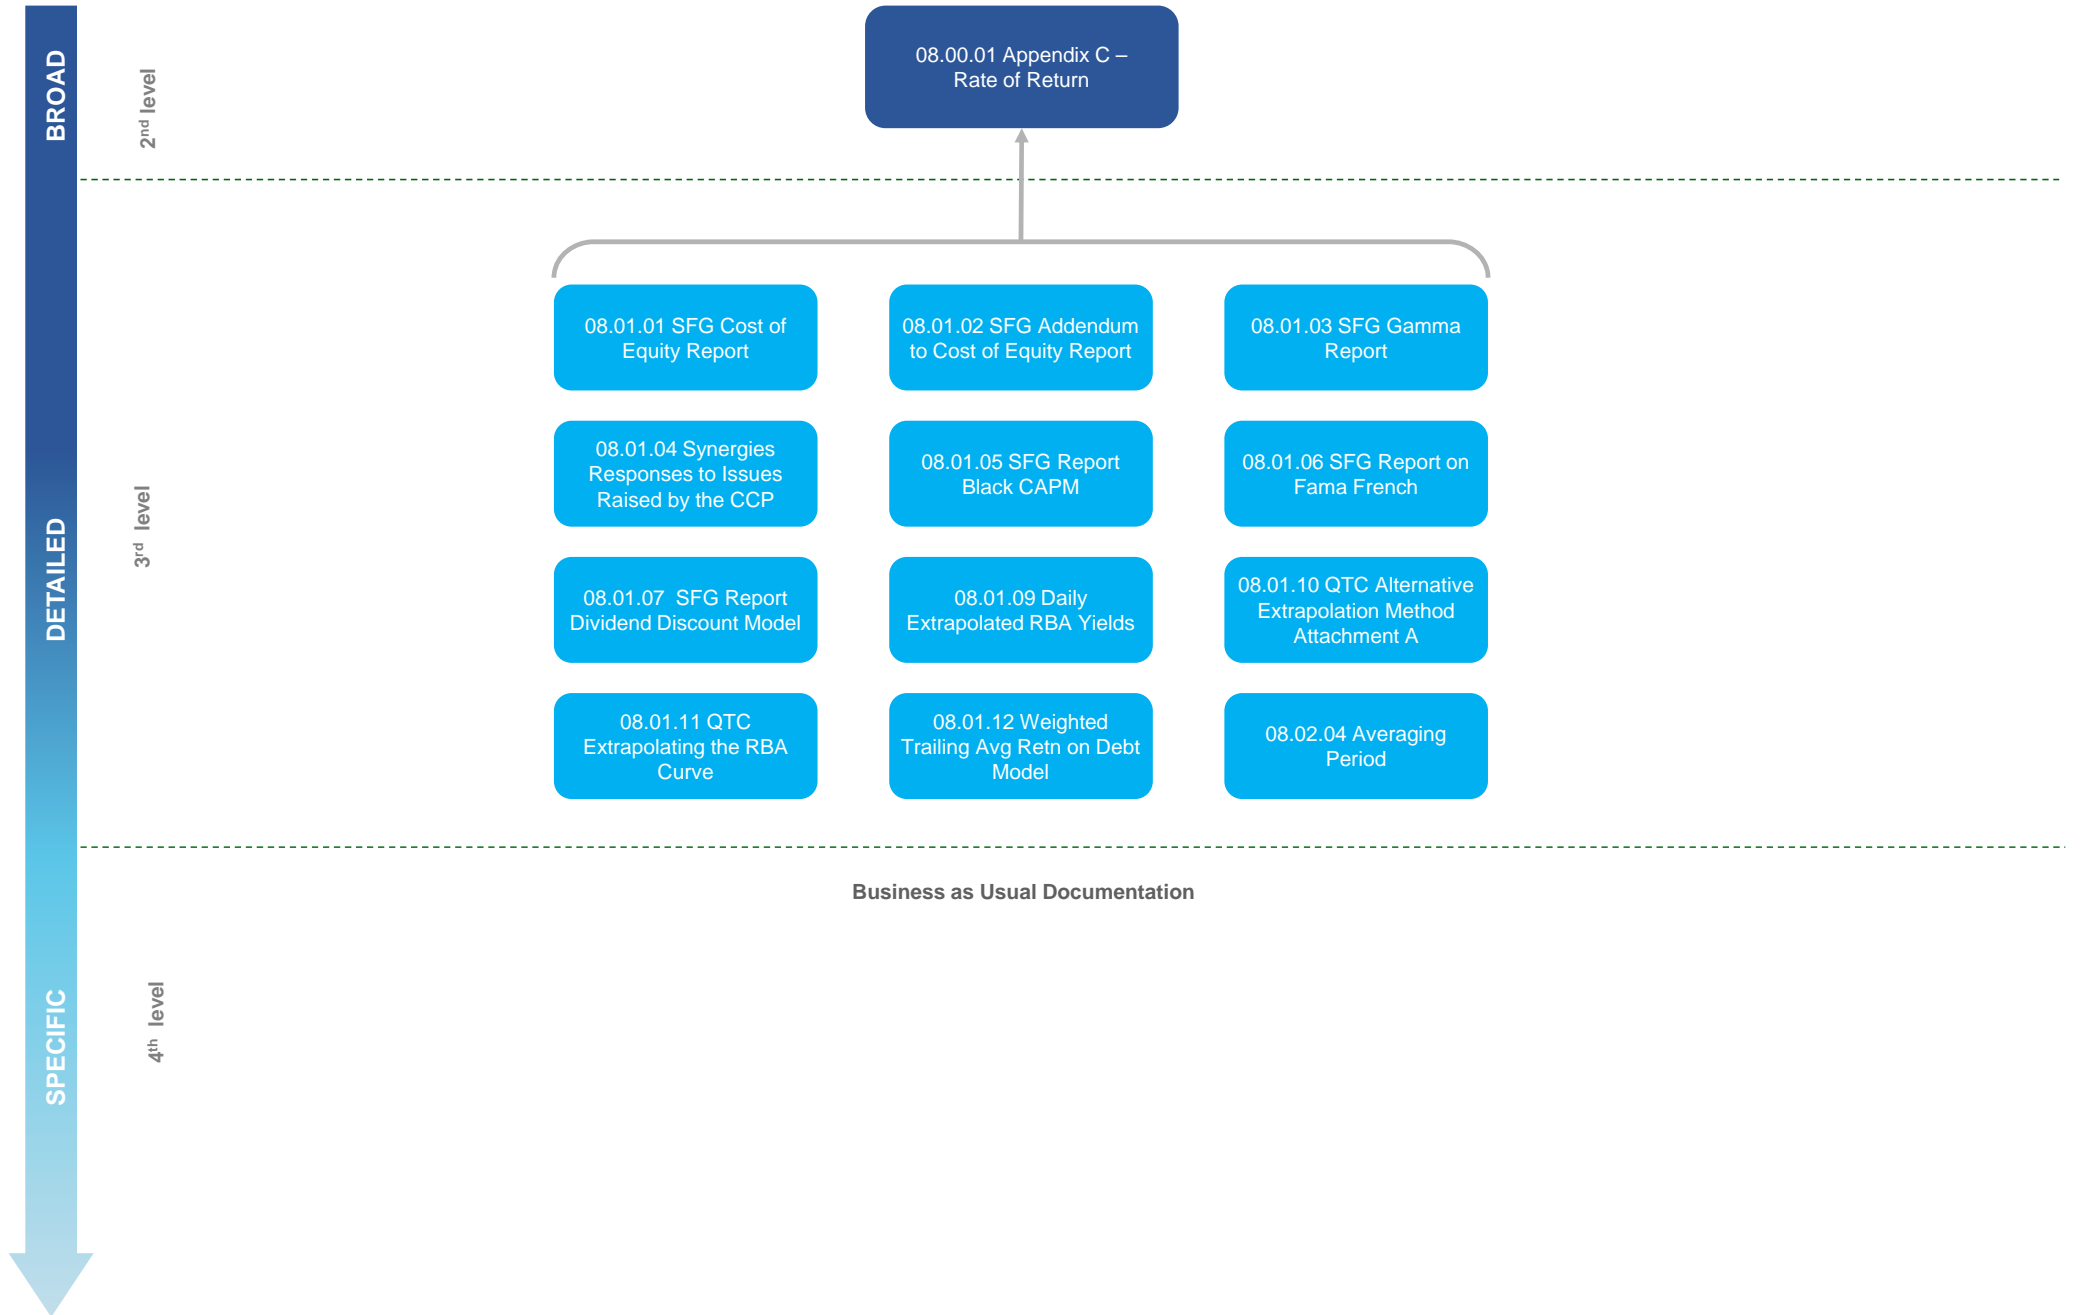 BROAD
2nd level
08.00.01 Appendix C –
Rate of Return
DETAILED
3rd level
08.01.01 SFG Cost of
Equity Report
08.01.02 SFG Addendum
to Cost of Equity Report
08.01.03 SFG Gamma
Report
08.01.04 Synergies
Responses to Issues
Raised by the CCP
08.01.05 SFG Report
Black CAPM
08.01.06 SFG Report on
Fama French
08.01.07 SFG Report
Dividend Discount Model
08.01.09 Daily
Extrapolated RBA Yields
08.01.10 QTC Alternative
Extrapolation Method
Attachment A
08.01.11 QTC
Extrapolating the RBA
Curve
08.01.12 Weighted
Trailing Avg Retn on Debt
Model
08.02.04 Averaging
Period
Business as Usual Documentation
SPECIFIC
4th level